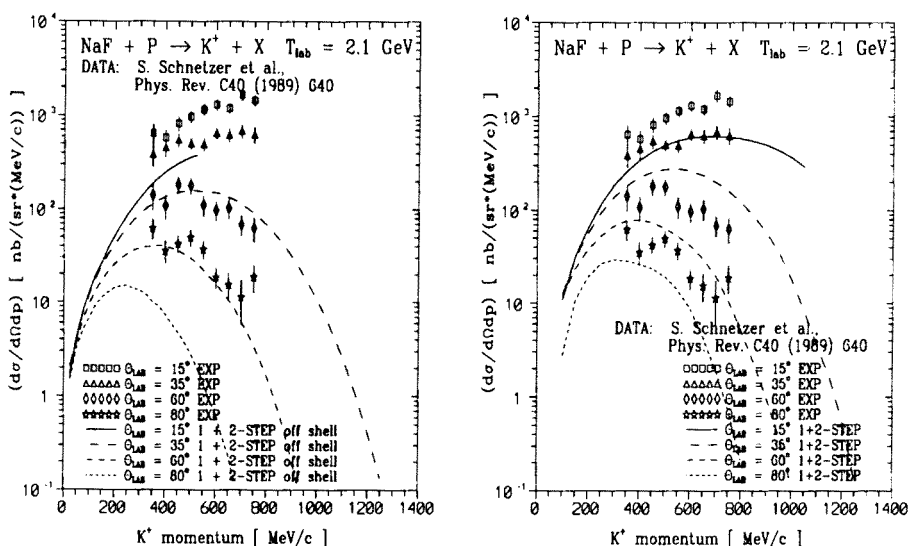 NaF + P → K⁺ + X T_lab = 2.1 GeV
DATA: S. Schnetzer et al.,
Phys. Rev. C40 (1989) 640
(dσ/dΩdp) [ nb/(sr*(MeV/c)) ]
10⁴
10³
10²
10
1
10⁻¹
□□□□□ Θ_LAB = 15° EXP
△△△△△ Θ_LAB = 35° EXP
◊◊◊◊◊ Θ_LAB = 60° EXP
★★★★★ Θ_LAB = 80° EXP
Θ_LAB = 15° 1 + 2-STEP off shell
Θ_LAB = 35° 1 + 2-STEP off shell
Θ_LAB = 60° 1 + 2-STEP off shell
Θ_LAB = 80° 1 + 2-STEP off shell
0 200 400 600 800 1000 1200 1400
K⁺ momentum [ MeV/c ]
NaF + P → K⁺ + X T_lab = 2.1 GeV
(dσ/dΩdp) [ nb/(sr*(MeV/c)) ]
10⁴
10³
10²
10
1
10⁻¹
DATA: S. Schnetzer et al.,
Phys. Rev. C40 (1989) 640
□□□□□ Θ_LAB = 15° EXP
△△△△△ Θ_LAB = 35° EXP
◊◊◊◊◊ Θ_LAB = 60° EXP
★★★★★ Θ_LAB = 80° EXP
Θ_LAB = 15° 1+2-STEP
Θ_LAB = 36° 1+2-STEP
Θ_LAB = 60° 1+2-STEP
Θ_LAB = 80° 1+2-STEP
0 200 400 600 800 1000 1200 1400
K⁺ momentum [ MeV/c ]